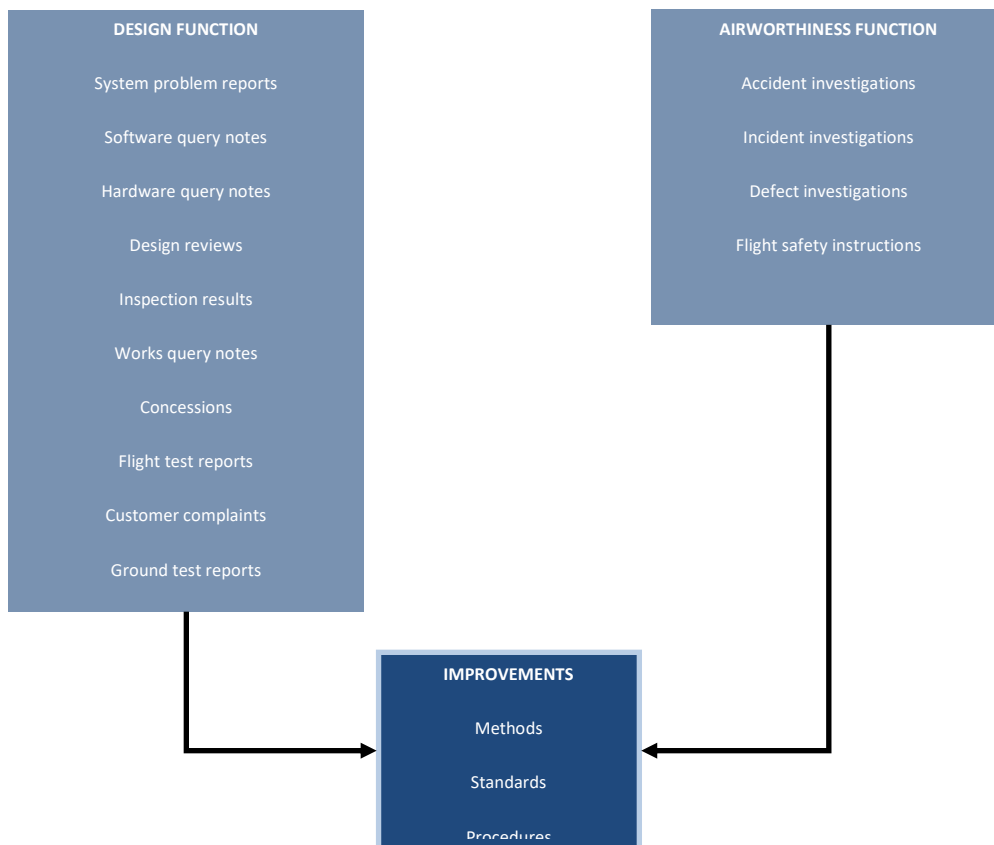 DESIGN FUNCTION
System problem reports
Software query notes
Hardware query notes
Design reviews
Inspection results
Works query notes
Concessions
Flight test reports
Customer complaints
Ground test reports
AIRWORTHINESS FUNCTION
Accident investigations
Incident investigations
Defect investigations
Flight safety instructions
IMPROVEMENTS
Methods
Standards
Procedures